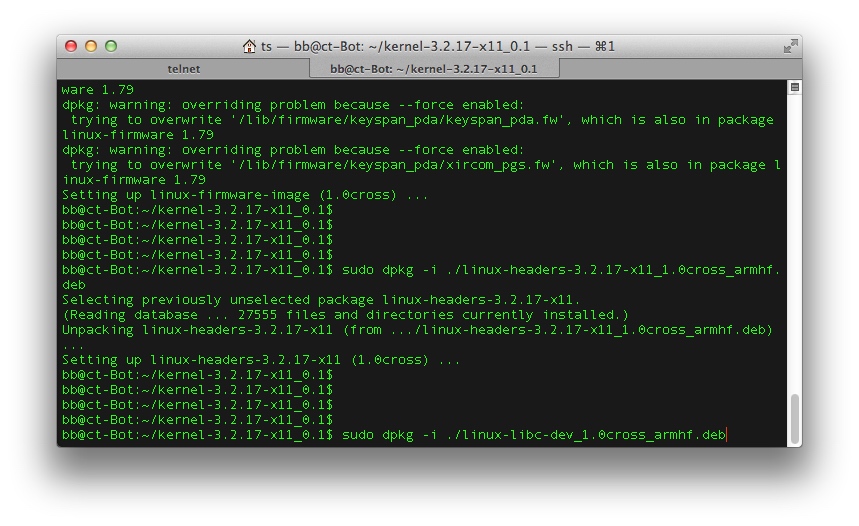 ts — bb@ct-Bot: ~/kernel-3.2.17-x11_0.1 — ssh — ⌘1
telnet
bb@ct-Bot: ~/kernel-3.2.17-x11_0.1
ware 1.79
dpkg: warning: overriding problem because --force enabled:
 trying to overwrite '/lib/firmware/keyspan_pda/keyspan_pda.fw', which is also in package
linux-firmware 1.79
dpkg: warning: overriding problem because --force enabled:
 trying to overwrite '/lib/firmware/keyspan_pda/xircom_pgs.fw', which is also in package l
inux-firmware 1.79
Setting up linux-firmware-image (1.0cross) ...
bb@ct-Bot:~/kernel-3.2.17-x11_0.1$
bb@ct-Bot:~/kernel-3.2.17-x11_0.1$
bb@ct-Bot:~/kernel-3.2.17-x11_0.1$
bb@ct-Bot:~/kernel-3.2.17-x11_0.1$
bb@ct-Bot:~/kernel-3.2.17-x11_0.1$ sudo dpkg -i ./linux-headers-3.2.17-x11_1.0cross_armhf.
deb
Selecting previously unselected package linux-headers-3.2.17-x11.
(Reading database ... 27555 files and directories currently installed.)
Unpacking linux-headers-3.2.17-x11 (from .../linux-headers-3.2.17-x11_1.0cross_armhf.deb)
...
Setting up linux-headers-3.2.17-x11 (1.0cross) ...
bb@ct-Bot:~/kernel-3.2.17-x11_0.1$
bb@ct-Bot:~/kernel-3.2.17-x11_0.1$
bb@ct-Bot:~/kernel-3.2.17-x11_0.1$
bb@ct-Bot:~/kernel-3.2.17-x11_0.1$
bb@ct-Bot:~/kernel-3.2.17-x11_0.1$ sudo dpkg -i ./linux-libc-dev_1.0cross_armhf.deb